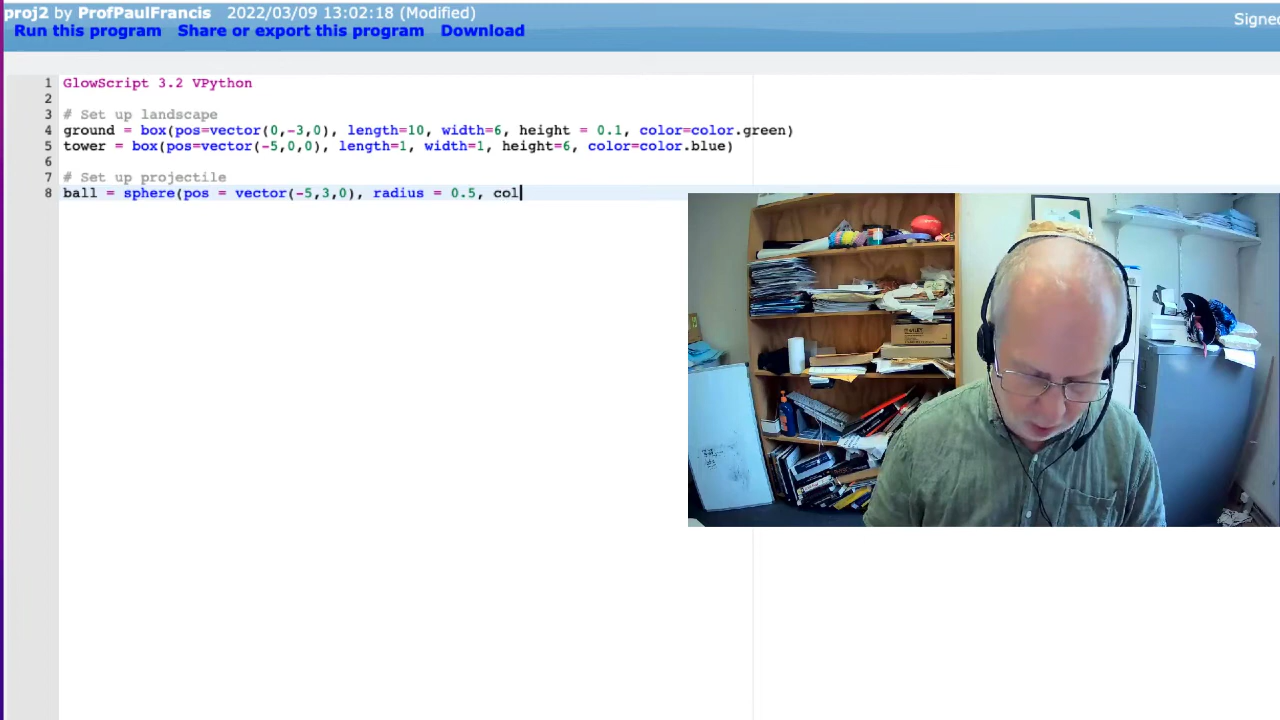 proj2 by ProfPaulFrancis 2022/03/09 13:02:18 (Modified)
Signe
Run this program Share or export this program Download
1 GlowScript 3.2 VPython
2
3 # Set up landscape
4 ground = box(pos=vector(0,-3,0), length=10, width=6, height = 0.1, color=color.green)
5 tower = box(pos=vector(-5,0,0), length=1, width=1, height=6, color=color.blue)
6
7 # Set up projectile
8 ball = sphere(pos = vector(-5,3,0), radius = 0.5, col